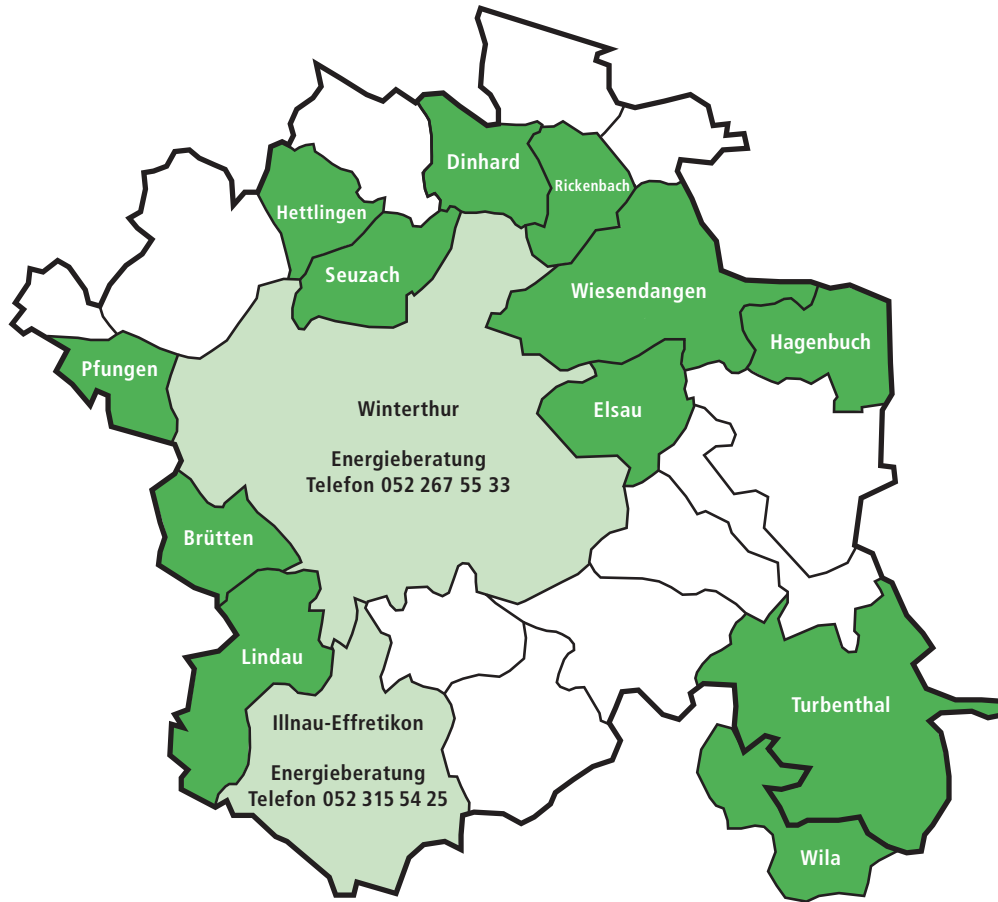 Dinhard
Rickenbach
Hettlingen
Seuzach
Wiesendangen
Hagenbuch
Pfungen
Elsau
Winterthur
Energieberatung
Telefon 052 267 55 33
Brütten
Lindau
Turbenthal
Illnau-Effretikon
Energieberatung
Telefon 052 315 54 25
Wila